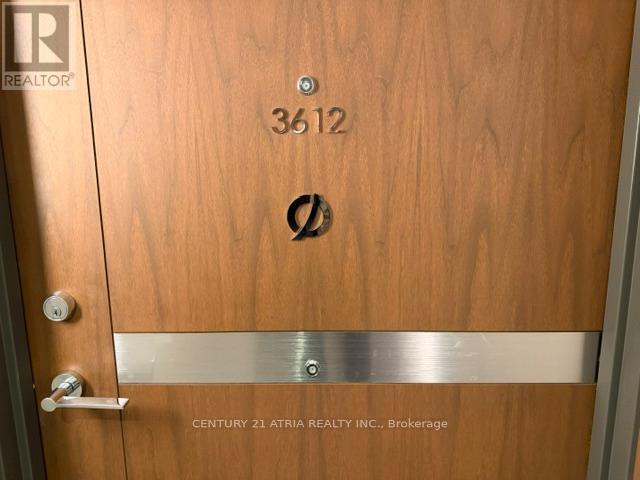 REALTOR®
3612
CENTURY 21 ATRIA REALTY INC., Brokerage